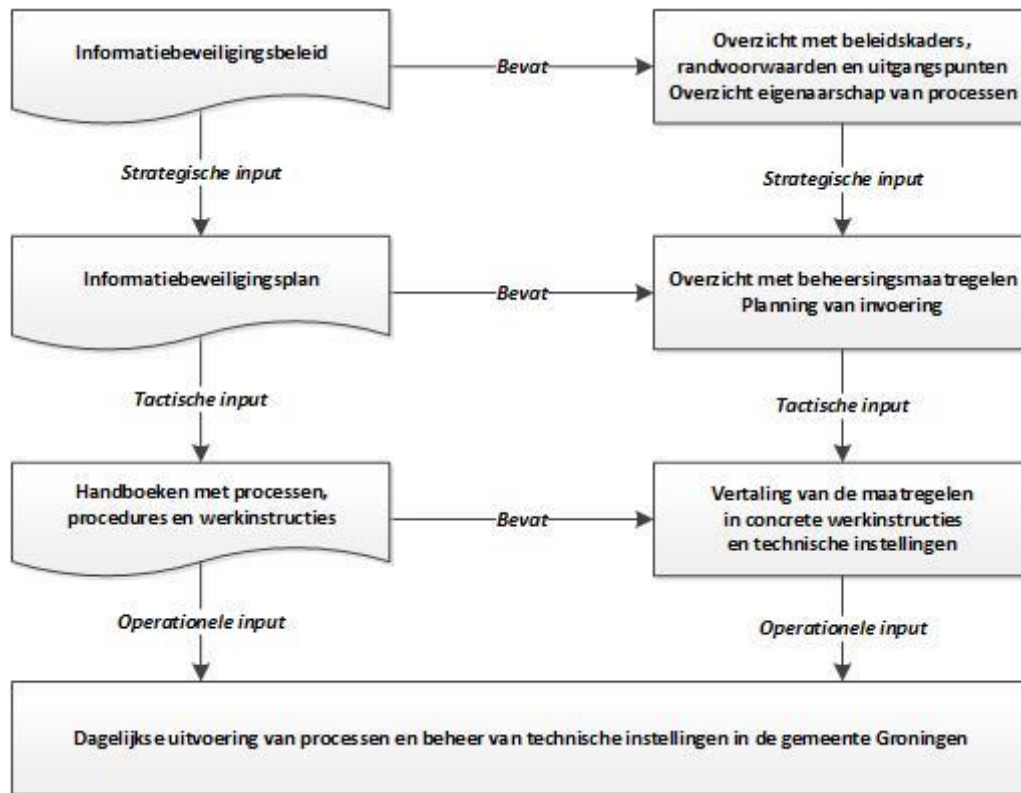 Informatiebeveiligingsbeleid
Bevat
Overzicht met beleidskaders,
randvoorwaarden en uitgangspunten
Overzicht eigenaarschap van processen
Strategische input
Strategische input
Informatiebeveiligingsplan
Bevat
Overzicht met beheersingsmaatregelen
Planning van invoering
Tactische input
Tactische input
Handboeken met processen,
procedures en werkinstructies
Bevat
Vertaling van de maatregelen
in concrete werkinstructies
en technische instellingen
Operationele input
Operationele input
Dagelijkse uitvoering van processen en beheer van technische instellingen in de gemeente Groningen